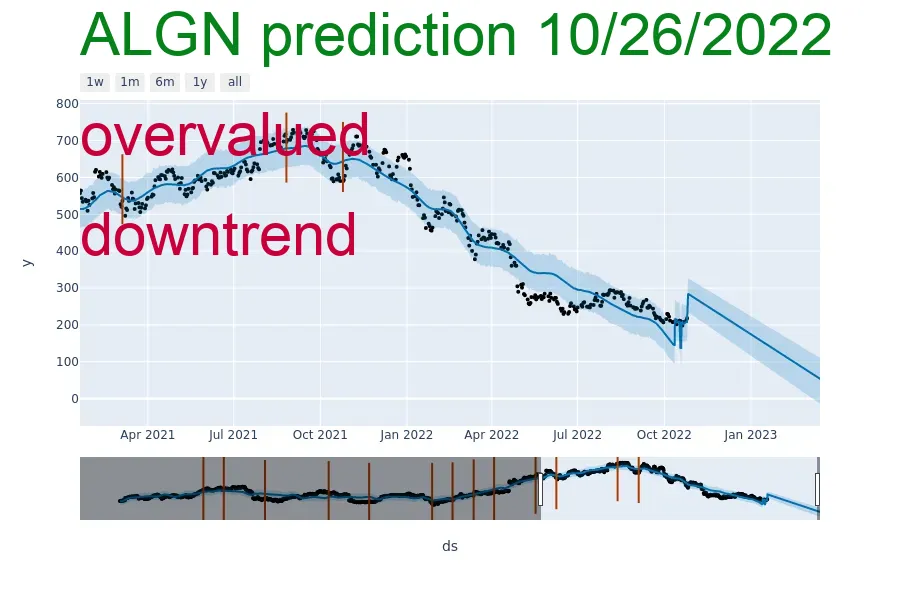 ALGN prediction 10/26/2022
1w 1m 6m 1y all
800
overvalued
700
600
500
downtrend
400
y
300
200
100
0
Apr 2021 Jul 2021 Oct 2021 Jan 2022 Apr 2022 Jul 2022 Oct 2022 Jan 2023
ds